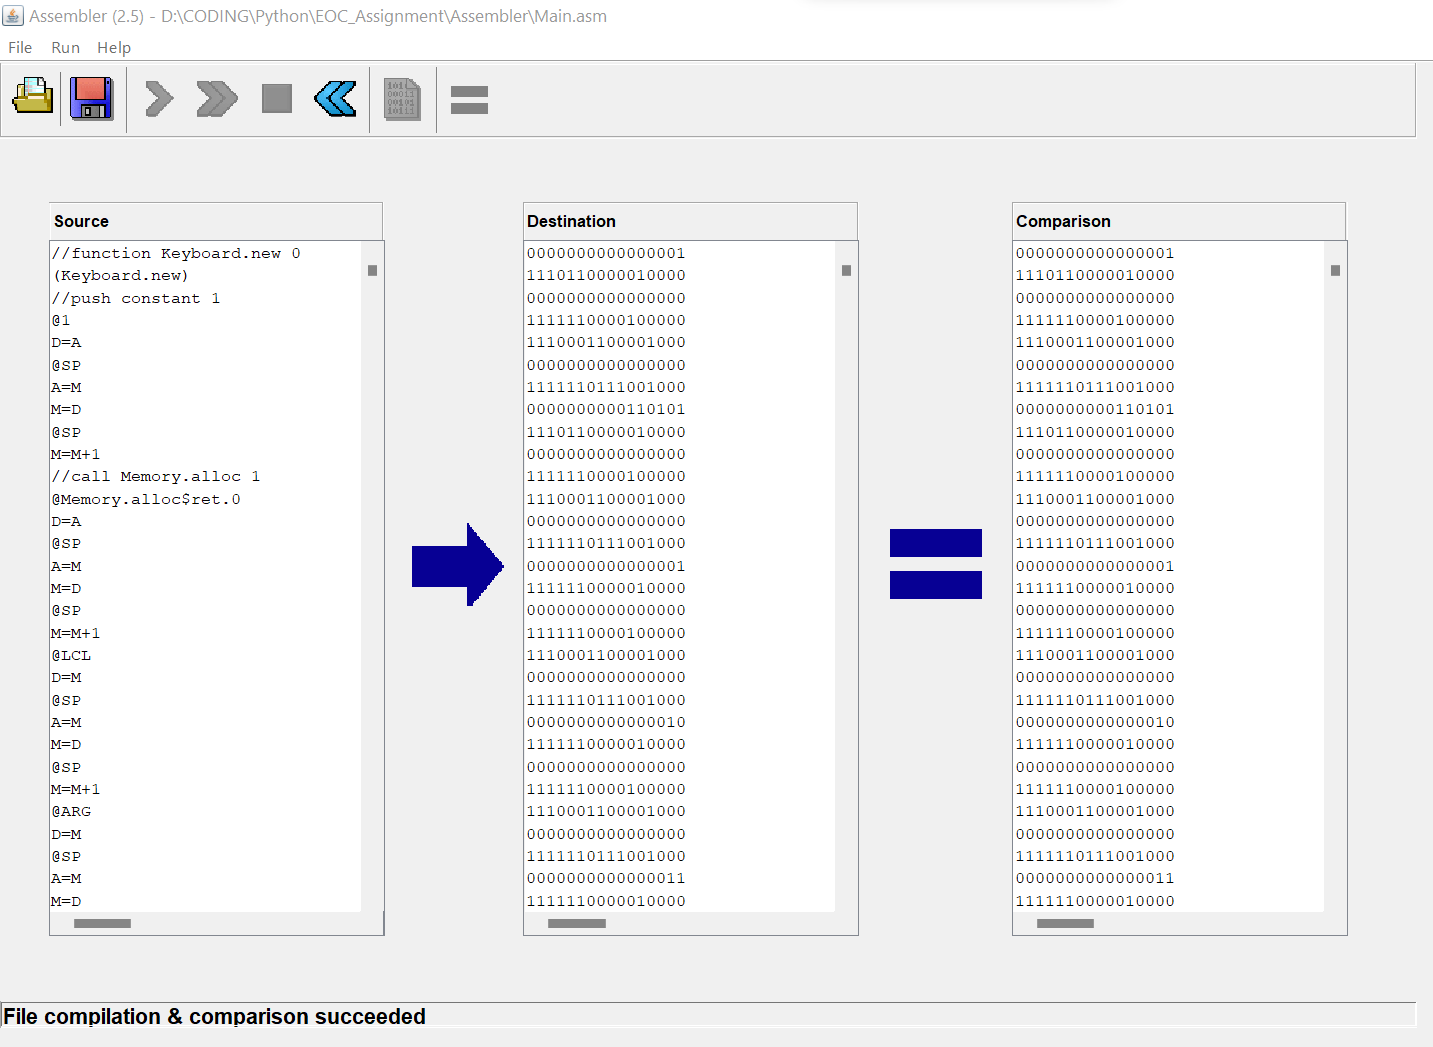 Assembler (2.5) - D:\CODING\Python\EOC_Assignment\Assembler\Main.asm
File Run Help
101
00011
00101
10111
Source
//function Keyboard.new 0
(Keyboard.new)
//push constant 1
@1
D=A
@SP
A=M
M=D
@SP
M=M+1
//call Memory.alloc 1
@Memory.alloc$ret.0
D=A
@SP
A=M
M=D
@SP
M=M+1
@LCL
D=M
@SP
A=M
M=D
@SP
M=M+1
@ARG
D=M
@SP
A=M
M=D
Destination
0000000000000001
1110110000010000
0000000000000000
1111110000100000
1110001100001000
0000000000000000
1111110111001000
0000000000110101
1110110000010000
0000000000000000
1111110000100000
1110001100001000
0000000000000000
1111110111001000
0000000000000001
1111110000010000
0000000000000000
1111110000100000
1110001100001000
0000000000000000
1111110111001000
0000000000000010
1111110000010000
0000000000000000
1111110000100000
1110001100001000
0000000000000000
1111110111001000
0000000000000011
1111110000010000
Comparison
0000000000000001
1110110000010000
0000000000000000
1111110000100000
1110001100001000
0000000000000000
1111110111001000
0000000000110101
1110110000010000
0000000000000000
1111110000100000
1110001100001000
0000000000000000
1111110111001000
0000000000000001
1111110000010000
0000000000000000
1111110000100000
1110001100001000
0000000000000000
1111110111001000
0000000000000010
1111110000010000
0000000000000000
1111110000100000
1110001100001000
0000000000000000
1111110111001000
0000000000000011
1111110000010000
File compilation & comparison succeeded